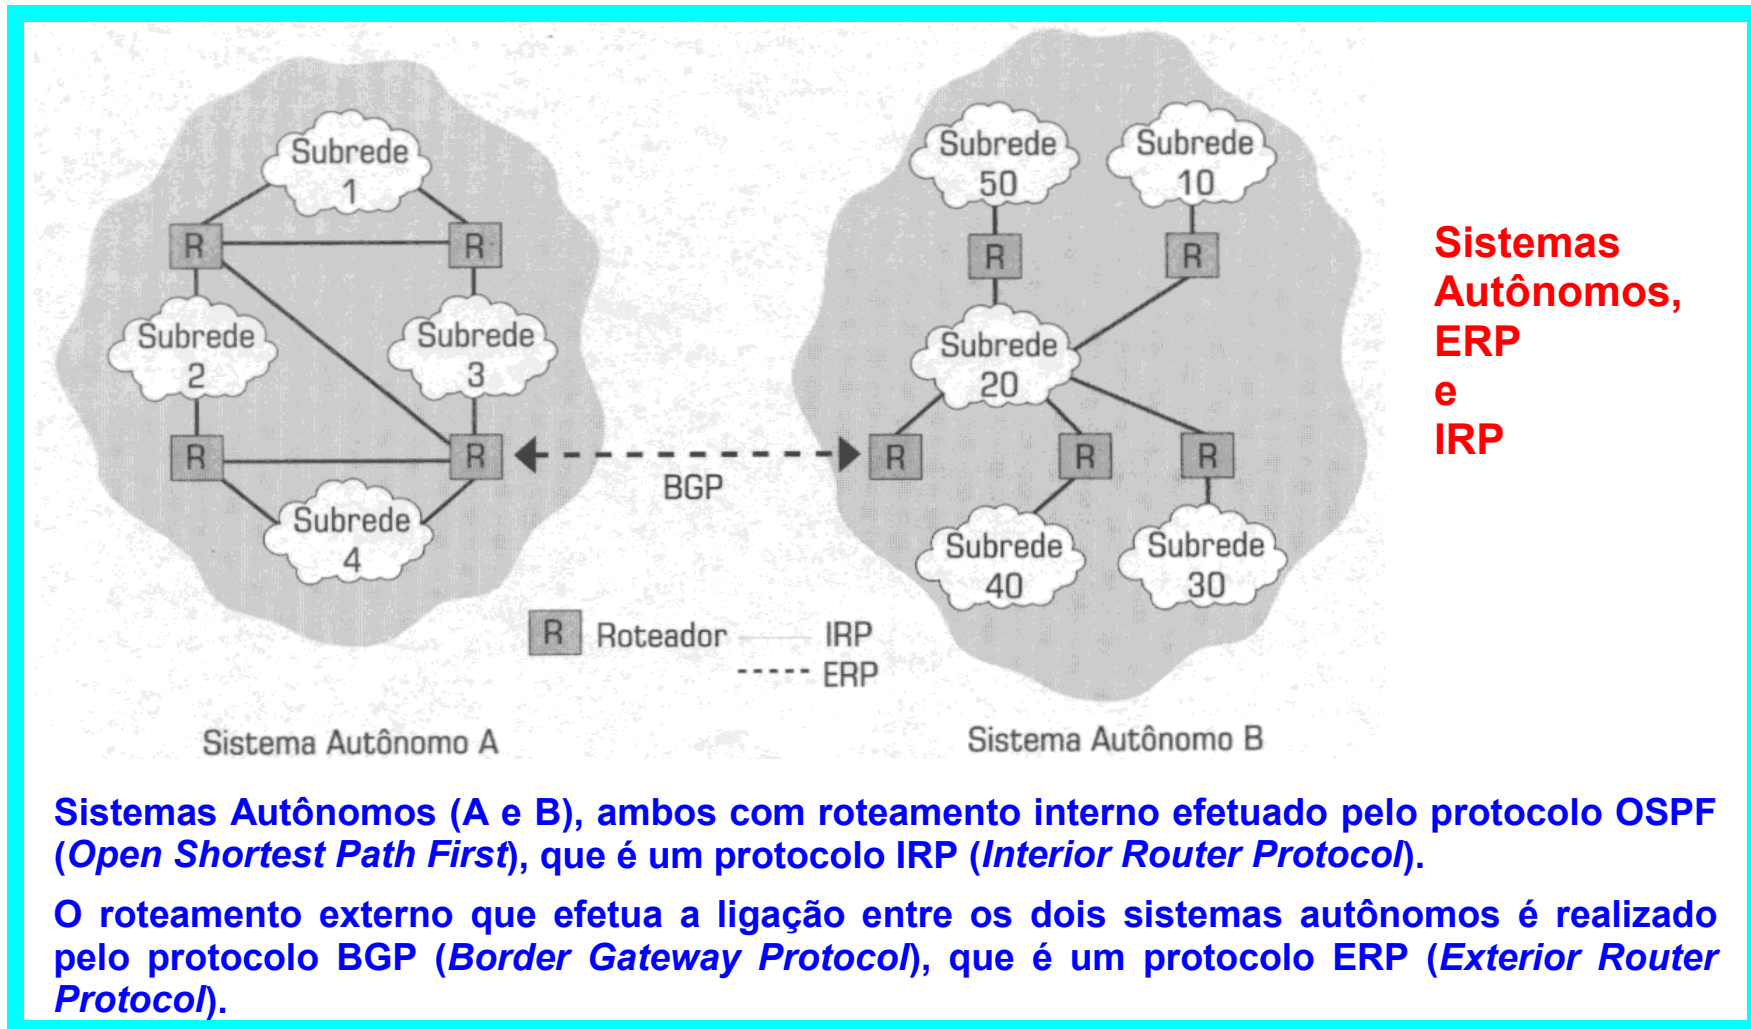 Subrede
1
R
R
Subrede
2
Subrede
3
R
R
Subrede
4
BGP
Subrede
50
Subrede
10
R
R
Subrede
20
R
R
R
Subrede
40
Subrede
30
R Roteador IRP
ERP
Sistema Autônomo A
Sistema Autônomo B
Sistemas
Autônomos,
ERP
e
IRP
Sistemas Autônomos (A e B), ambos com roteamento interno efetuado pelo protocolo OSPF
(Open Shortest Path First), que é um protocolo IRP (Interior Router Protocol).
O roteamento externo que efetua a ligação entre os dois sistemas autônomos é realizado
pelo protocolo BGP (Border Gateway Protocol), que é um protocolo ERP (Exterior Router
Protocol).